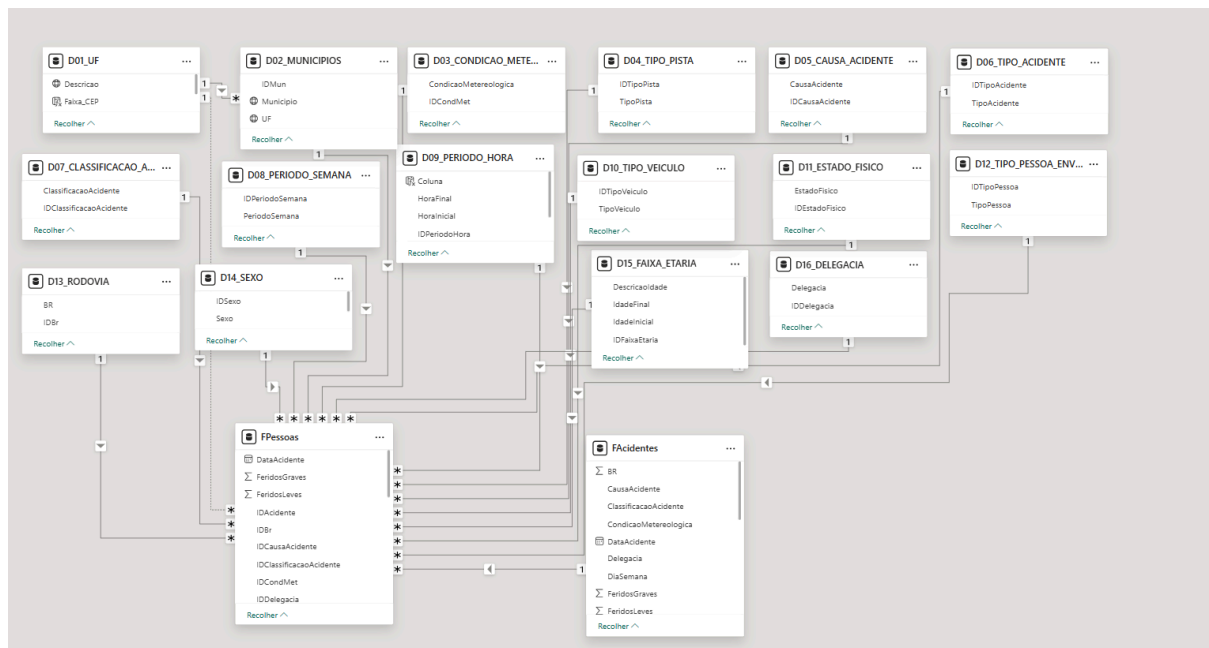 D01_UF
Descricao
Faixa_CEP
Recolher
D02_MUNICIPIOS
IDMun
Municipio
UF
Recolher
D03_CONDICAO_METE...
CondicaoMetereologica
IDCondMet
Recolher
D04_TIPO_PISTA
IDTipoPista
TipoPista
Recolher
D05_CAUSA_ACIDENTE
CausaAcidente
IDCausaAcidente
Recolher
D06_TIPO_ACIDENTE
IDTipoAcidente
TipoAcidente
Recolher
D07_CLASSIFICACAO_A...
ClassificacaoAcidente
IDClassificacaoAcidente
Recolher
D08_PERIODO_SEMANA
IDPeriodoSemana
PeriodoSemana
Recolher
D09_PERIODO_HORA
Coluna
HoraFinal
HoraInicial
IDPeriodoHora
Recolher
D10_TIPO_VEICULO
IDTipoVeiculo
TipoVeiculo
Recolher
D11_ESTADO_FISICO
EstadoFisico
IDEstadoFisico
Recolher
D12_TIPO_PESSOA_ENV...
IDTipoPessoa
TipoPessoa
Recolher
D13_RODOVIA
BR
IDBr
Recolher
D14_SEXO
IDSexo
Sexo
Recolher
D15_FAIXA_ETARIA
DescricaoIdade
IdadeFinal
IdadeInicial
IDFaixaEtaria
Recolher
D16_DELEGACIA
Delegacia
IDDelegacia
Recolher
FPessoas
DataAcidente
FeridosGraves
FeridosLeves
IDAcidente
IDBr
IDCausaAcidente
IDClassificacaoAcidente
IDCondMet
IDDelegacia
Recolher
FAcidentes
BR
CausaAcidente
ClassificacaoAcidente
CondicaoMetereologica
DataAcidente
Delegacia
DiaSemana
FeridosGraves
FeridosLeves
Recolher